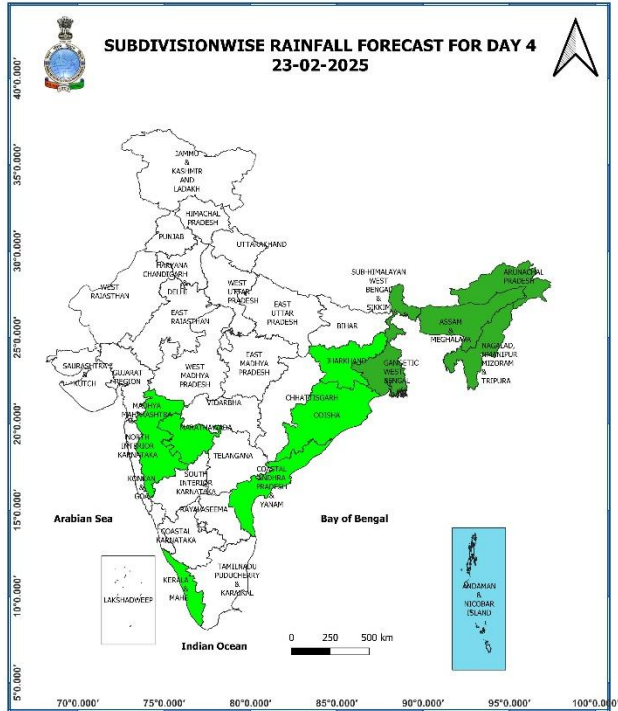 SUBDIVISIONWISE RAINFALL FORECAST FOR DAY 4
23-02-2025
40°0.000'
35°0.000'
30°0.000'
25°0.000'
20°0.000'
15°0.000'
10°0.000'
5°0.000'
JAMMO
&
KASHMIR
AND
LADAKH
HIMACHAL
PRADESH
PUNJAB
UTTARAKHAND
HARYANA
CHANDIGARH
&
DELHI
WEST
RAJASTHAN
WEST
UTTAR
PRADESH
EAST
UTTAR
PRADESH
EAST RAJASTHAN
SUB-HIMALAYAN
WEST
BENGAL
&
SIKKIM
ARUNACHAL
PRADESH
BIHAR
ASSAM
&
MEGHALAYA
NAGALAD,
MANIPUR
MIZORAM
&
TRIPURA
SAURASHTRA
&
KUTCH
GUJARAT
REGION
WEST
MADHYA
PRADESH
EAST
MADHYA
PRADESH
JHARKHAND
GANGETIC
WEST
BENGAL
VIDARBHA
CHHATTISGARH
ODISHA
MADHYA
MAHARASHTRA
MARATHAWADA
NORTH
INTERIOR
KARNATAKA
TELANGANA
KONKAN
&
GOA
SOUTH
INTERIOR
KARNATAKA
COASTAL
ANDHRA
PRADESH
&
YANAM
RAYALASEEMA
Arabian Sea
Bay of Bengal
COASTAL
KARNATAKA
LAKSHADWEEP
KERALA
&
MAHE
TAMILNADU
PUDUCHERRY
&
KARAIKAL
ANDAMAN
&
NICOBAR
ISLAND
Indian Ocean
0 250 500 km
70°0.000' 75°0.000' 80°0.000' 85°0.000' 90°0.000' 95°0.000' 100°0.000'